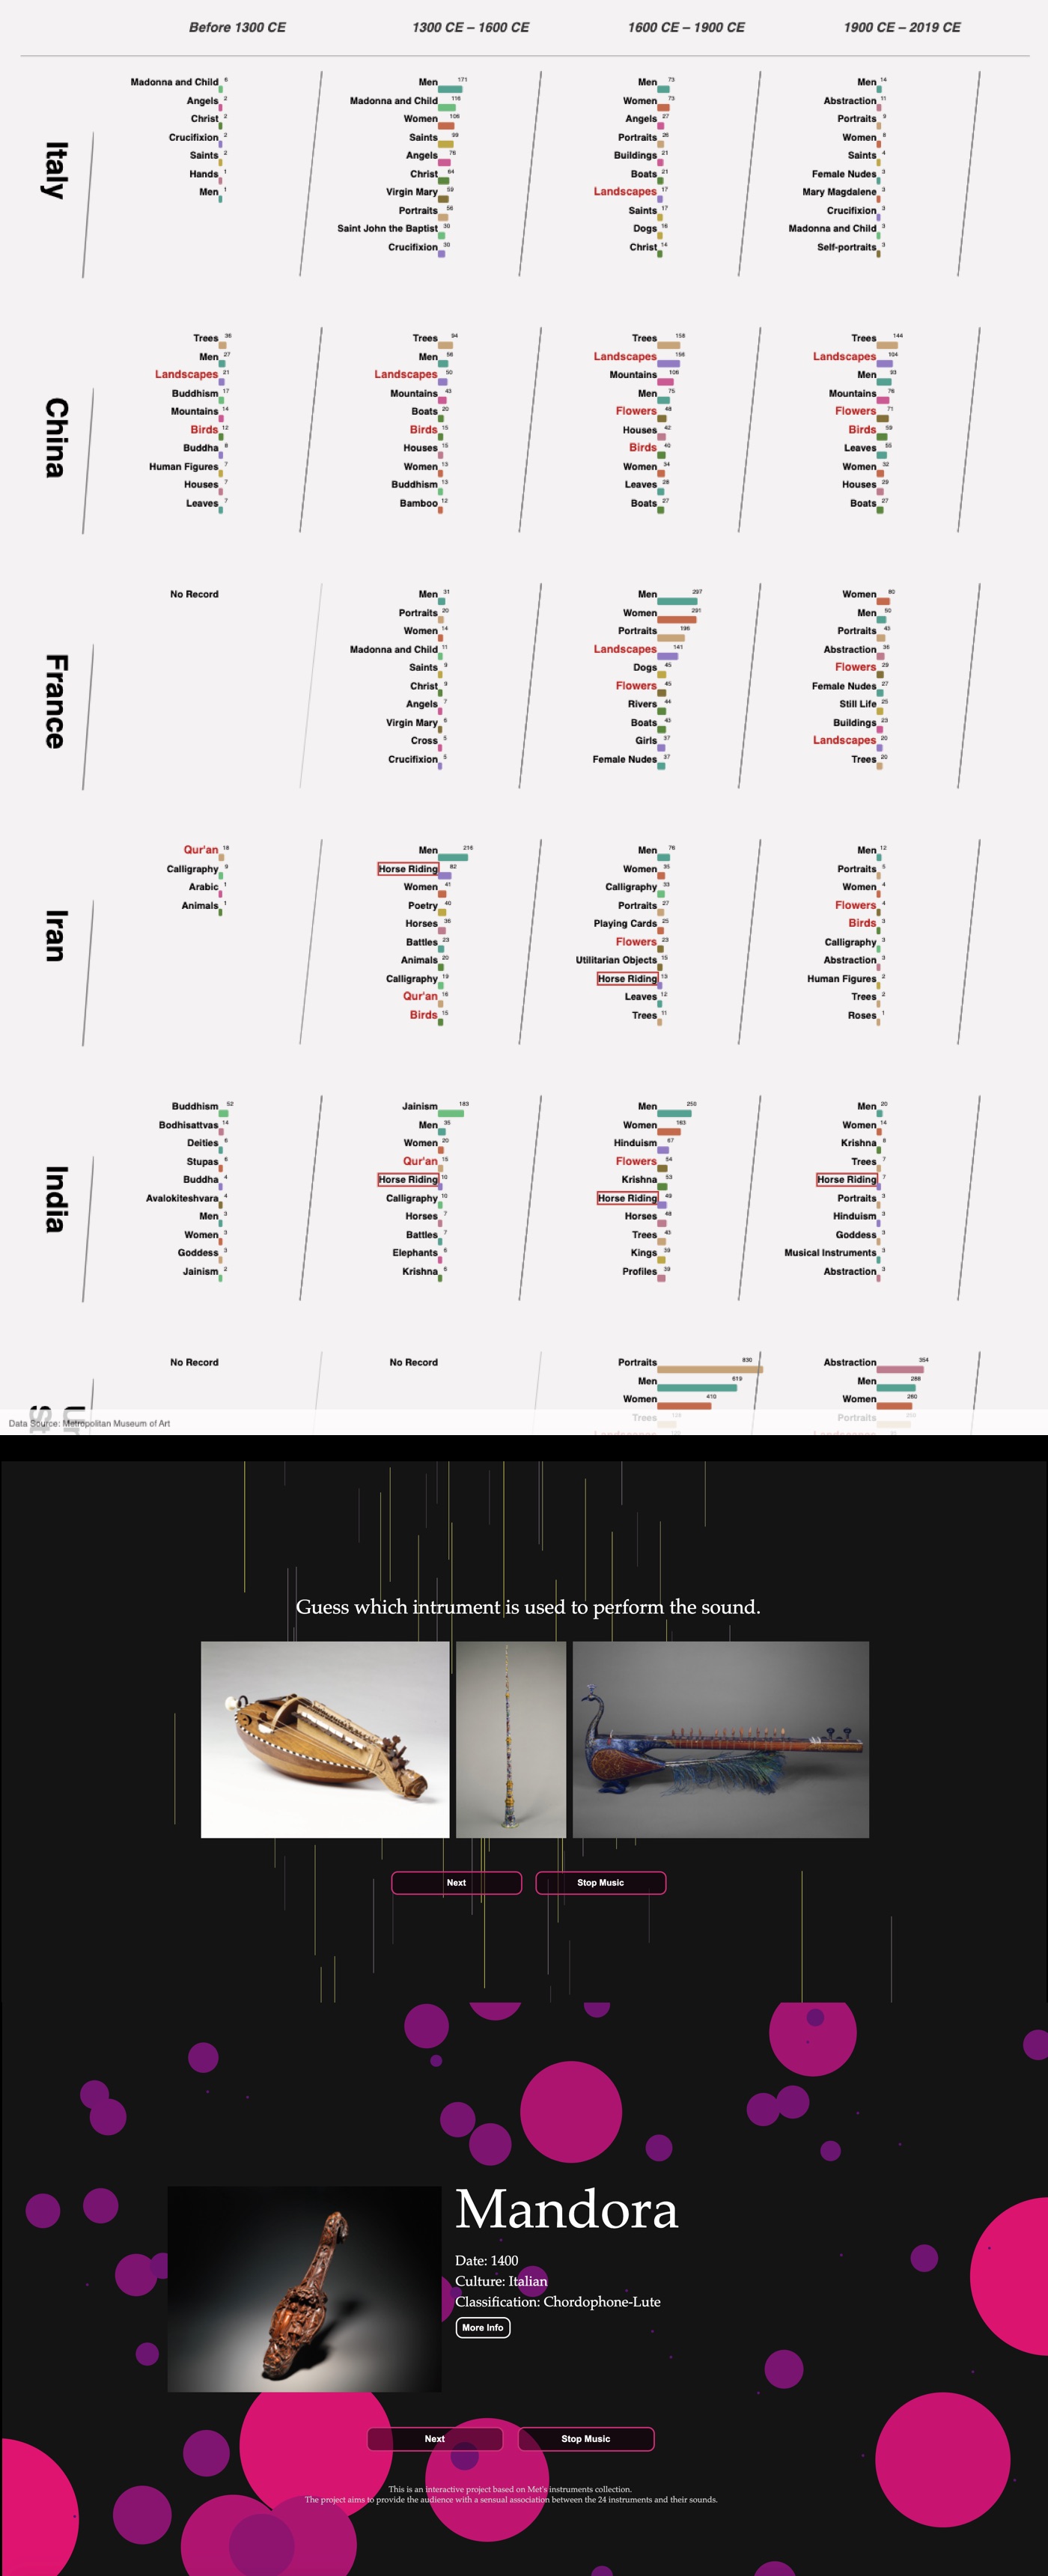 Before 1300 CE
1300 CE – 1600 CE
1600 CE – 1900 CE
1900 CE – 2019 CE
Italy
Madonna and Child 6
Angels 2
Christ 2
Crucifixion 2
Saints 2
Hands 1
Men 1
Men 171
Madonna and Child 116
Women 106
Saints 99
Angels 76
Christ 64
Virgin Mary 59
Portraits 56
Saint John the Baptist 30
Crucifixion 30
Men 73
Women 73
Angels 27
Portraits 26
Buildings 21
Boats 21
Landscapes 17
Saints 17
Dogs 16
Christ 14
Men 14
Abstraction 11
Portraits 9
Women 8
Saints 4
Female Nudes 3
Mary Magdalene 3
Crucifixion 3
Madonna and Child 3
Self-portraits 3
China
Trees 36
Men 27
Landscapes 21
Buddhism 17
Mountains 14
Birds 12
Buddha 8
Human Figures 7
Houses 7
Leaves 7
Trees 94
Men 56
Landscapes 50
Mountains 43
Boats 20
Birds 15
Houses 15
Women 13
Buddhism 13
Bamboo 12
Trees 158
Landscapes 156
Mountains 106
Men 75
Flowers 48
Houses 42
Birds 40
Women 34
Leaves 28
Boats 27
Trees 144
Landscapes 104
Men 93
Mountains 76
Flowers 71
Birds 59
Leaves 55
Women 32
Houses 29
Boats 27
France
No Record
Men 31
Portraits 20
Women 14
Madonna and Child 11
Saints 9
Christ 9
Angels 7
Virgin Mary 6
Cross 5
Crucifixion 5
Men 297
Women 291
Portraits 196
Landscapes 141
Dogs 45
Flowers 45
Rivers 44
Boats 43
Girls 37
Female Nudes 37
Women 80
Men 50
Portraits 43
Abstraction 36
Flowers 29
Female Nudes 27
Still Life 25
Buildings 23
Landscapes 20
Trees 20
Iran
Qur'an 18
Calligraphy 9
Arabic 1
Animals 1
Men 216
Horse Riding 82
Women 41
Poetry 40
Horses 36
Battles 23
Animals 20
Calligraphy 19
Qur'an 16
Birds 15
Men 76
Women 35
Calligraphy 33
Portraits 27
Playing Cards 25
Flowers 23
Utilitarian Objects 15
Horse Riding 13
Leaves 12
Trees 11
Men 12
Portraits 5
Women 4
Flowers 4
Birds 3
Calligraphy 3
Abstraction 3
Human Figures 2
Trees 2
Roses 1
India
Buddhism 52
Bodhisattvas 14
Deities 6
Stupas 6
Buddha 4
Avalokiteshvara 4
Men 3
Women 3
Goddess 3
Jainism 2
Jainism 183
Men 35
Women 20
Qur'an 15
Horse Riding 10
Calligraphy 10
Horses 7
Battles 7
Elephants 6
Krishna 6
Men 250
Women 163
Hinduism 67
Flowers 54
Krishna 53
Horse Riding 49
Horses 48
Trees 43
Kings 39
Profiles 39
Men 20
Women 14
Krishna 8
Trees 7
Horse Riding 7
Portraits 3
Hinduism 3
Goddess 3
Musical Instruments 3
Abstraction 3
No Record
No Record
Portraits 830
Men 619
Women 410
Trees
Abstraction 354
Men 288
Women 260
Portraits
Data Source: Metropolitan Museum of Art
Guess which intrument is used to perform the sound.
Next
Stop Music
Mandora
Date: 1400
Culture: Italian
Classification: Chordophone-Lute
More Info
Next
Stop Music
This is an interactive project based on Met's instruments collection.
The project aims to provide the audience with a sensual association between the 24 instruments and their sounds.